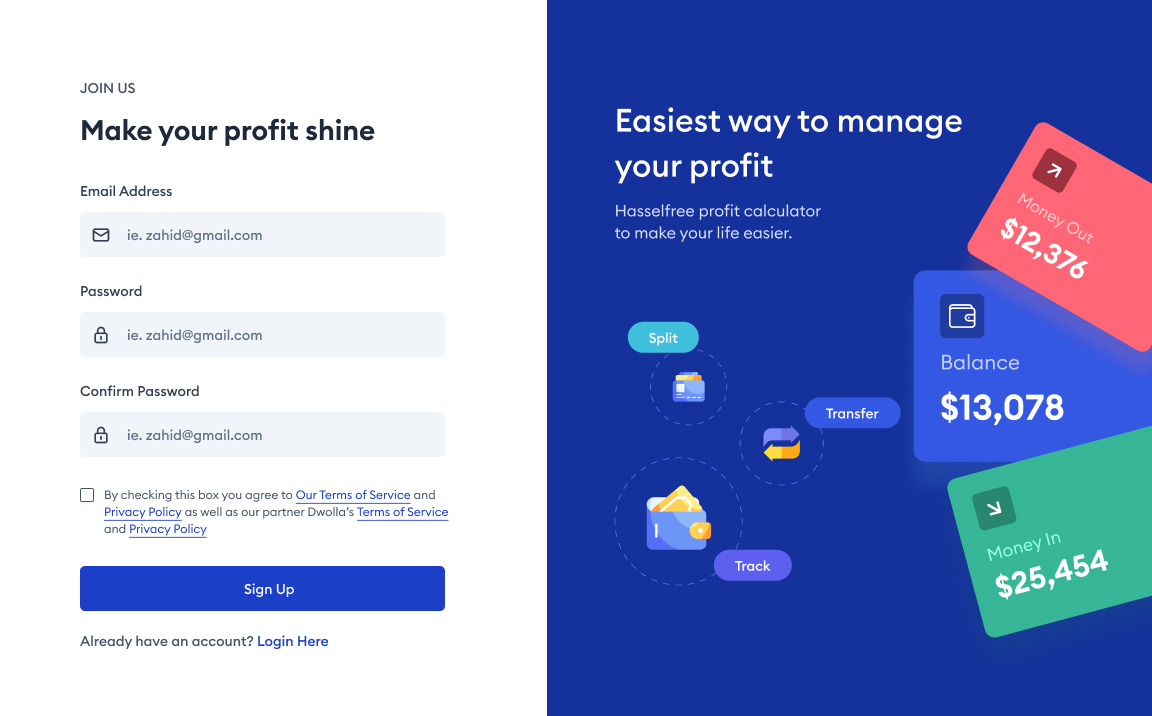 JOIN US
Make your profit shine
Email Address
ie. zahid@gmail.com
Password
ie. zahid@gmail.com
Confirm Password
ie. zahid@gmail.com
By checking this box you agree to Our Terms of Service and
Privacy Policy as well as our partner Dwolla's Terms of Service
and Privacy Policy
Sign Up
Already have an account? Login Here
Easiest way to manage
your profit
Hasselfree profit calculator
to make your life easier.
Split
Transfer
Track
Money Out
$12,376
Balance
$13,078
Money In
$25,454